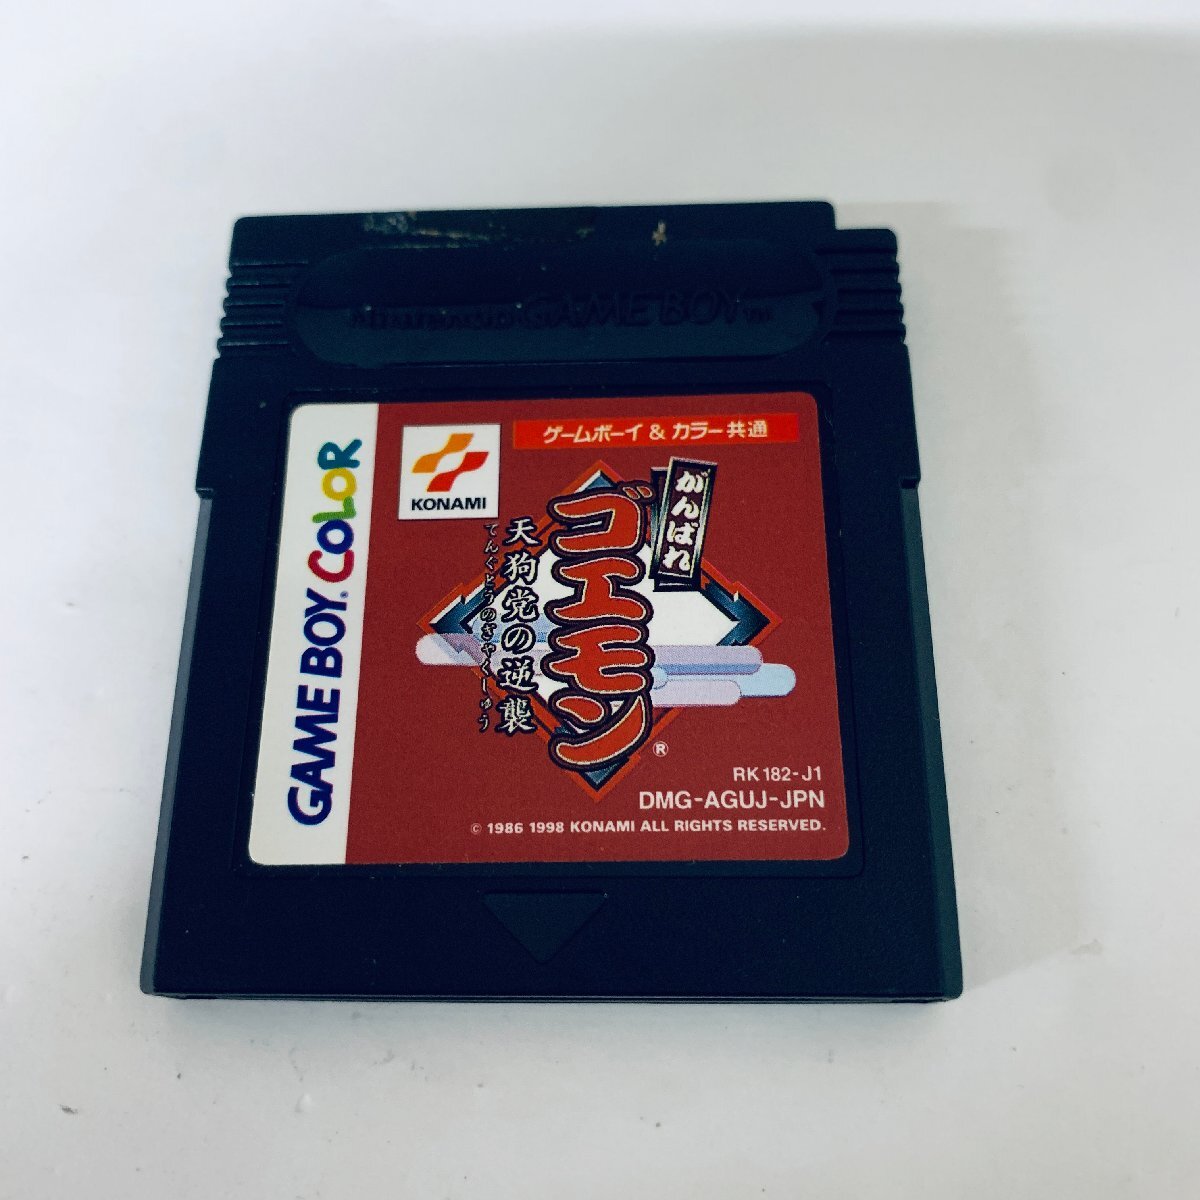 Nintendo GAME BOY™
GAME BOY COLOR
KONAMI
ゲームボーイ & カラー共通
がんばれ
ゴエモン
天狗党の逆襲
てんぐとうのぎゃくしゅう
®
RK182-J1
DMG-AGUJ-JPN
© 1986 1998 KONAMI ALL RIGHTS RESERVED.